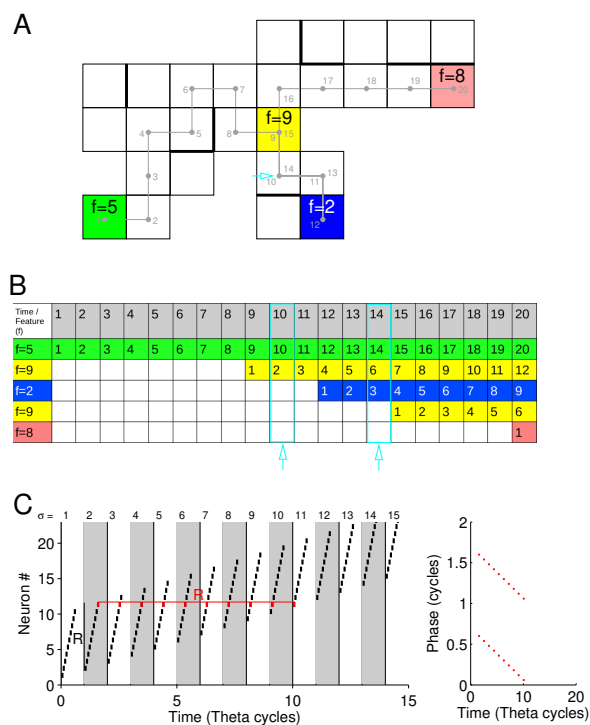 A
f=8
6
7
16
17
18
19
20
f=9
4
5
8
9
15
3
10
14
11
13
f=5
1
2
f=2
12
B
Time / Feature (f) 1 2 3 4 5 6 7 8 9 10 11 12 13 14 15 16 17 18 19 20
f=5 1 2 3 4 5 6 7 8 9 10 11 12 13 14 15 16 17 18 19 20
f=9 1 2 3 4 5 6 7 8 9 10 11 12
f=2 1 2 3 4 5 6 7 8 9
f=9 1 2 3 4 5 6
f=8 1
C
σ = 1 2 3 4 5 6 7 8 9 10 11 12 13 14 15
Neuron #
20
10
0
R
R
0 5 10 15
Time (Theta cycles)
Phase (cycles)
2
1.5
1
0.5
0
0 10 20
Time (Theta cycles)